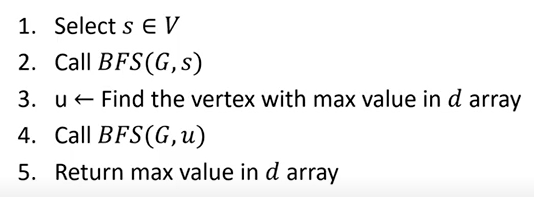 1. Select s ∈ V
2. Call BFS(G, s)
3. u ← Find the vertex with max value in d array
4. Call BFS(G, u)
5. Return max value in d array